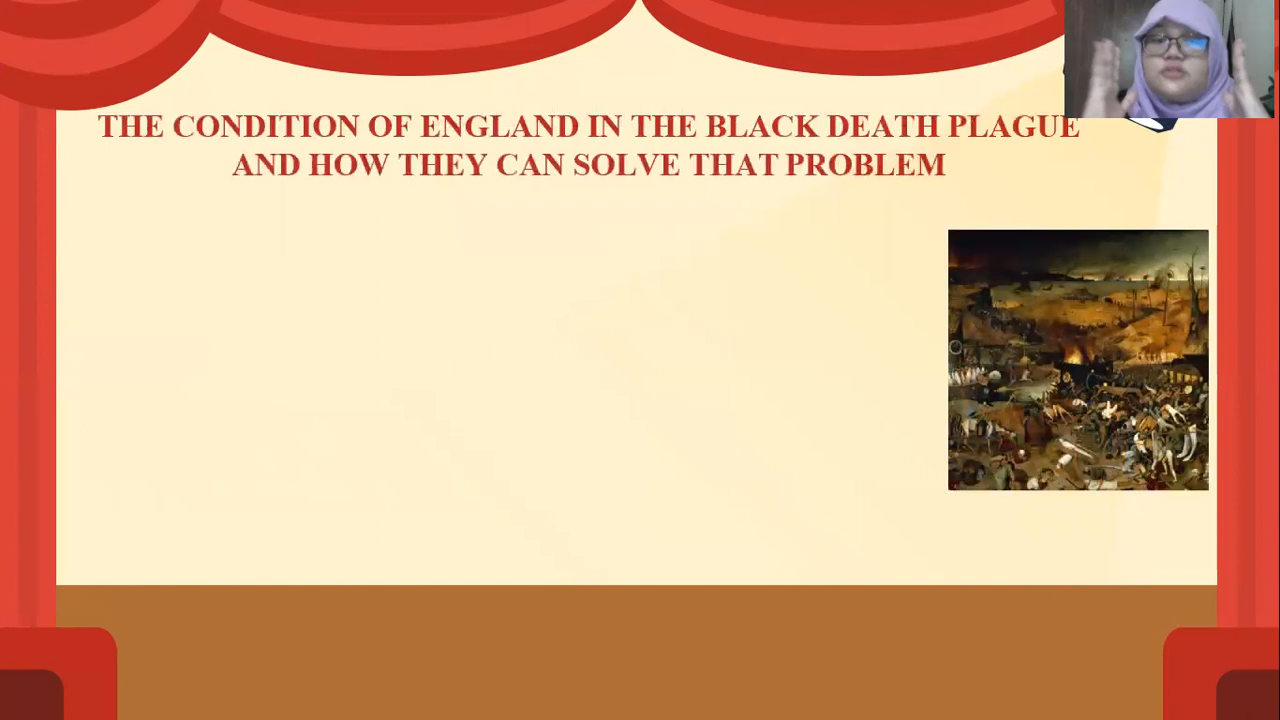 THE CONDITION OF ENGLAND IN THE BLACK DEATH PLAGUE
AND HOW THEY CAN SOLVE THAT PROBLEM